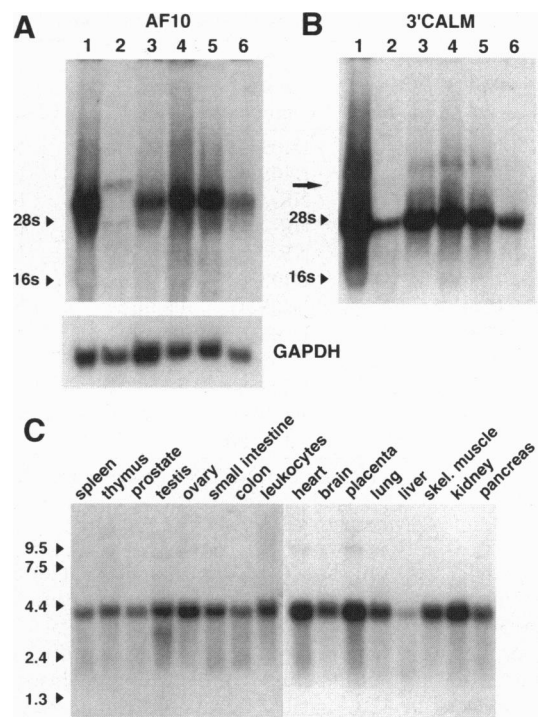 A
AF10
1 2 3 4 5 6
28s
16s
GAPDH
B
3'CALM
1 2 3 4 5 6
28s
16s
C
spleen
thymus
prostate
testis
ovary
small intestine
colon
leukocytes
heart
brain
placenta
lung
liver
skel. muscle
kidney
pancreas
9.5
7.5
4.4
2.4
1.3